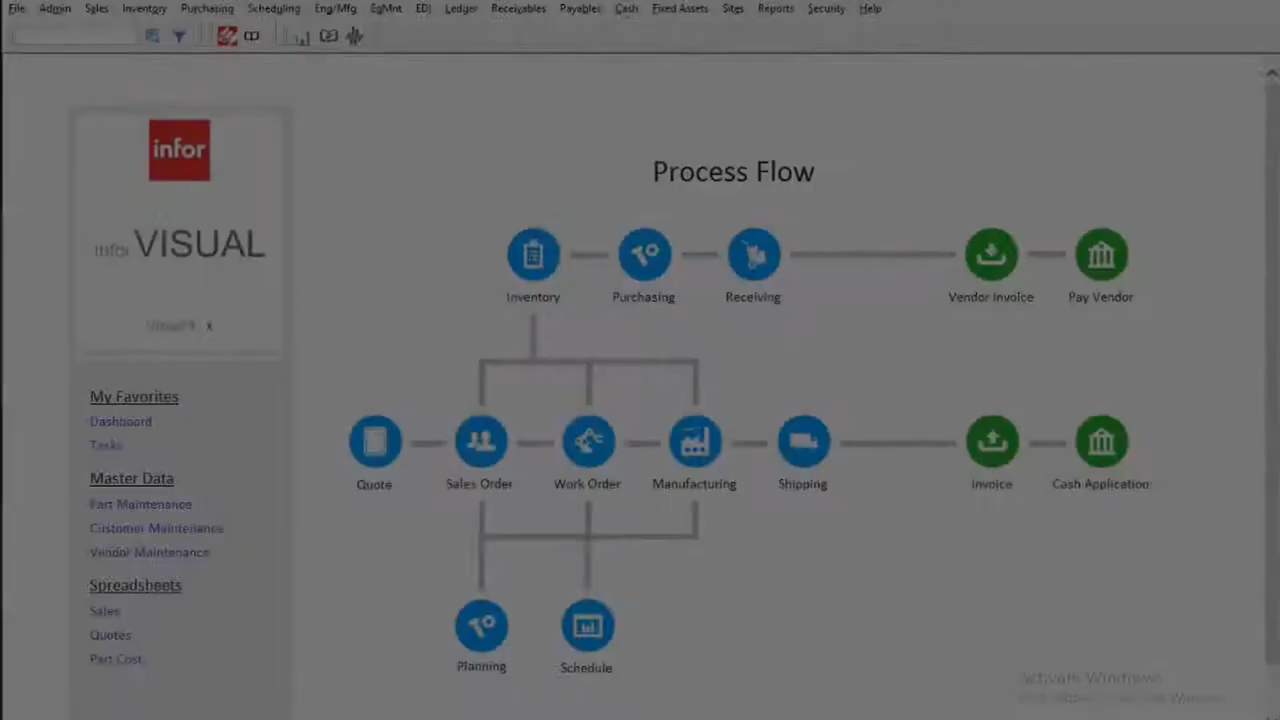 File Admin Sales Inventory Purchasing Scheduling Eng/Mfg EqMnt EDI Ledger Receivables Payables Cash Fixed Assets Sites Reports Security Help
infor
infor VISUAL
Process Flow
Inventory Purchasing Receiving Vendor Invoice Pay Vendor
My Favorites
Dashboard
Tasks
Master Data
Part Maintenance
Customer Maintenance
Vendor Maintenance
Spreadsheets
Sales
Quotes
Part Cost
Quote Sales Order Work Order Manufacturing Shipping Invoice Cash Application
Planning Schedule
Activate Windows